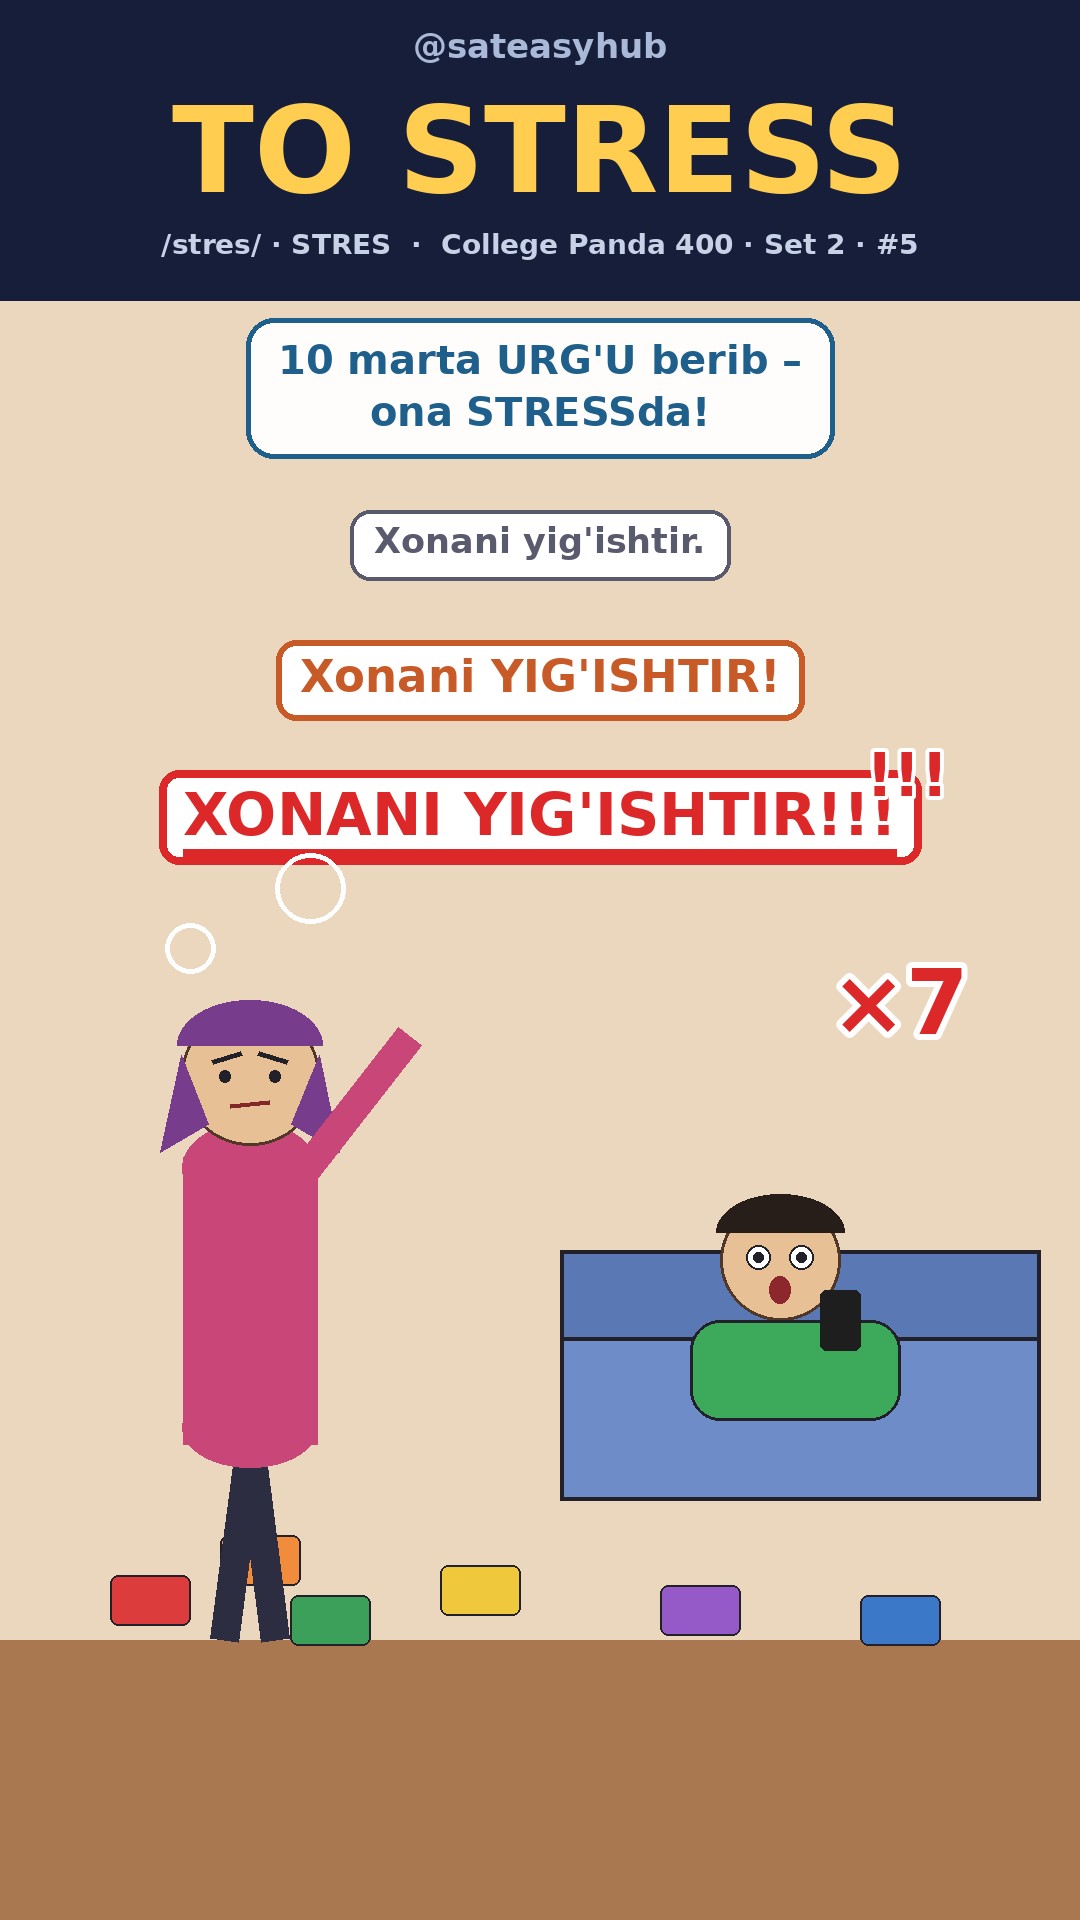 @sateasyhub
TO STRESS
/stres/ · STRES · College Panda 400 · Set 2 · #5
10 marta URG'U berib –
ona STRESSda!
Xonani yig'ishtir.
Xonani YIG'ISHTIR!
!!!
XONANI YIG'ISHTIR!!!
×7